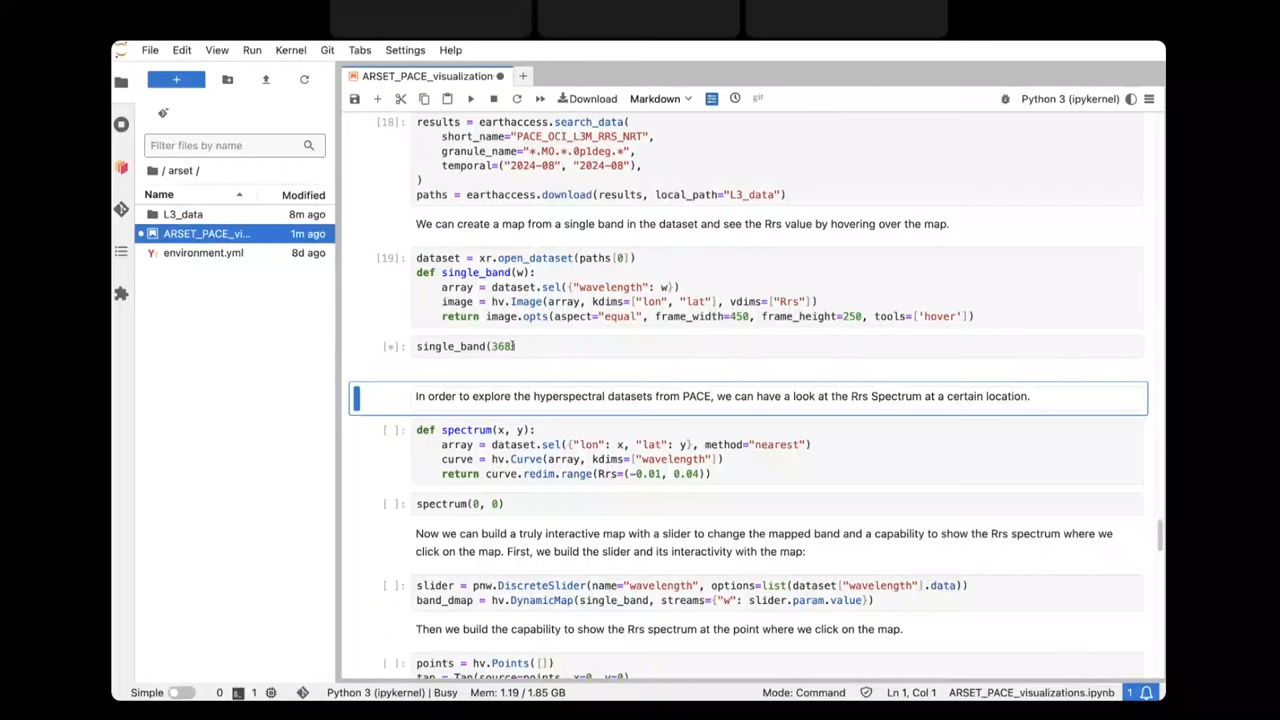 File Edit View Run Kernel Git Tabs Settings Help
ARSET_PACE_visualization
Download
Markdown
git
Python 3 (ipykernel)
Filter files by name
/ arset /
Name Modified
L3_data 8m ago
ARSET_PACE_vi... 1m ago
Y: environment.yml 8d ago
[18]: results = earthaccess.search_data(
short_name="PACE_OCI_L3M_RRS_NRT",
granule_name="*.MO.*.0p1deg.*",
temporal=("2024-08", "2024-08"),
)
paths = earthaccess.download(results, local_path="L3_data")
We can create a map from a single band in the dataset and see the Rrs value by hovering over the map.
[19]: dataset = xr.open_dataset(paths[0])
def single_band(w):
array = dataset.sel({"wavelength": w})
image = hv.Image(array, kdims=["lon", "lat"], vdims=["Rrs"])
return image.opts(aspect="equal", frame_width=450, frame_height=250, tools=['hover'])
[*]: single_band(368)
In order to explore the hyperspectral datasets from PACE, we can have a look at the Rrs Spectrum at a certain location.
[ ]: def spectrum(x, y):
array = dataset.sel({"lon": x, "lat": y}, method="nearest")
curve = hv.Curve(array, kdims=["wavelength"])
return curve.redim.range(Rrs=(-0.01, 0.04))
[ ]: spectrum(0, 0)
Now we can build a truly interactive map with a slider to change the mapped band and a capability to show the Rrs spectrum where we
click on the map. First, we build the slider and its interactivity with the map:
[ ]: slider = pnw.DiscreteSlider(name="wavelength", options=list(dataset["wavelength"].data))
band_dmap = hv.DynamicMap(single_band, streams={"w": slider.param.value})
Then we build the capability to show the Rrs spectrum at the point where we click on the map.
[ ]: points = hv.Points([])
tap = Tap(source=points, x=0, y=0)
Simple 0 1 Python 3 (ipykernel) | Busy Mem: 1.19 / 1.85 GB Mode: Command Ln 1, Col 1 ARSET_PACE_visualizations.ipynb 1